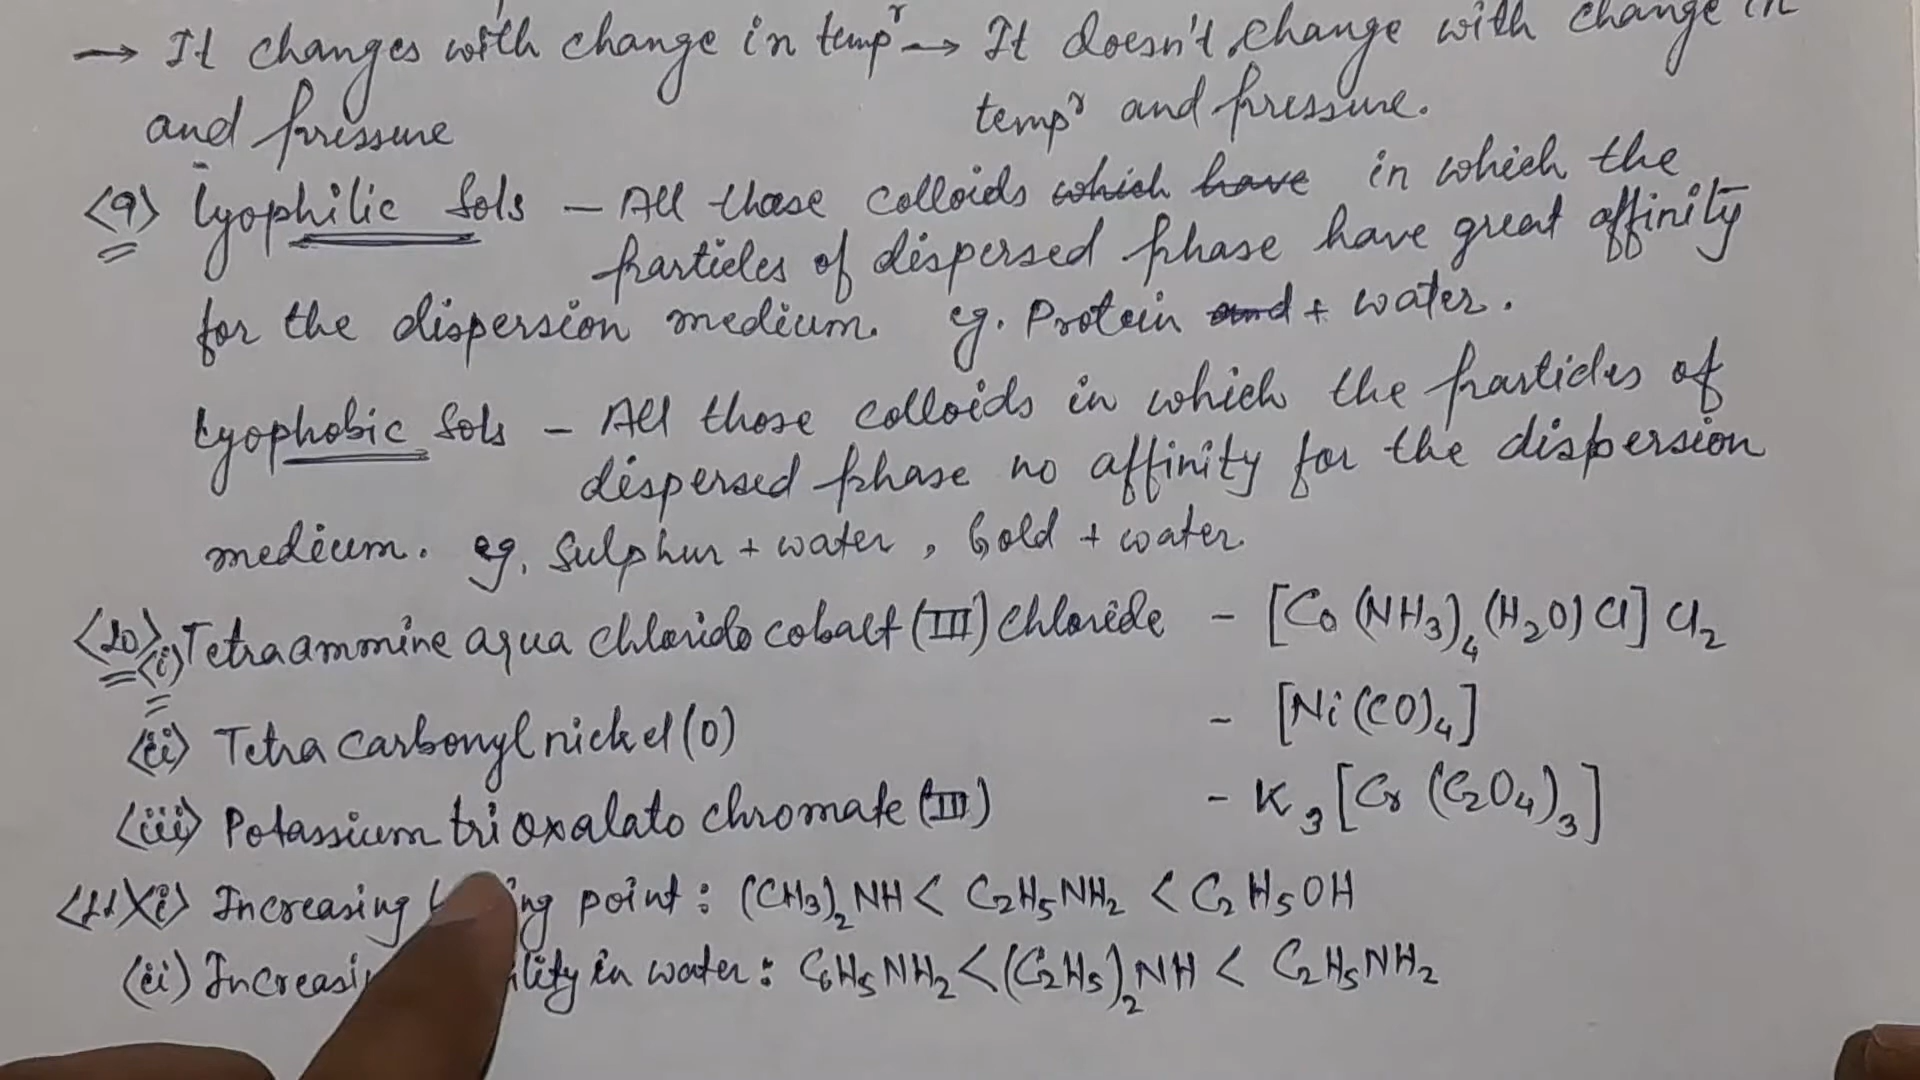 → It changes with change in tempr → It doesn't change with change in
and pressure tempr and pressure.
<9> Lyophilic Sols - All those colloids which have in which the
particles of dispersed phase have great affinity
for the dispersion medium. eg. Protein and + water.
Lyophobic Sols - All those colloids in which the particles of
dispersed phase no affinity for the dispersion
medium. eg. Sulphur + water, Gold + water.
<10> <i> Tetraammine aqua chlorido cobalt (III) chloride - [Co (NH3)4 (H2O) Cl] Cl2
<ii> Tetra carbonyl nickel (0) - [Ni (CO)4]
<iii> Potassium trioxalato chromate (III) - K3 [Cr (C2O4)3]
<11><i> Increasing point : (CH3)2 NH < C2H5NH2 < C2H5OH
(ii) in water : C6H5NH2 < (C2H5)2 NH < C2H5NH2